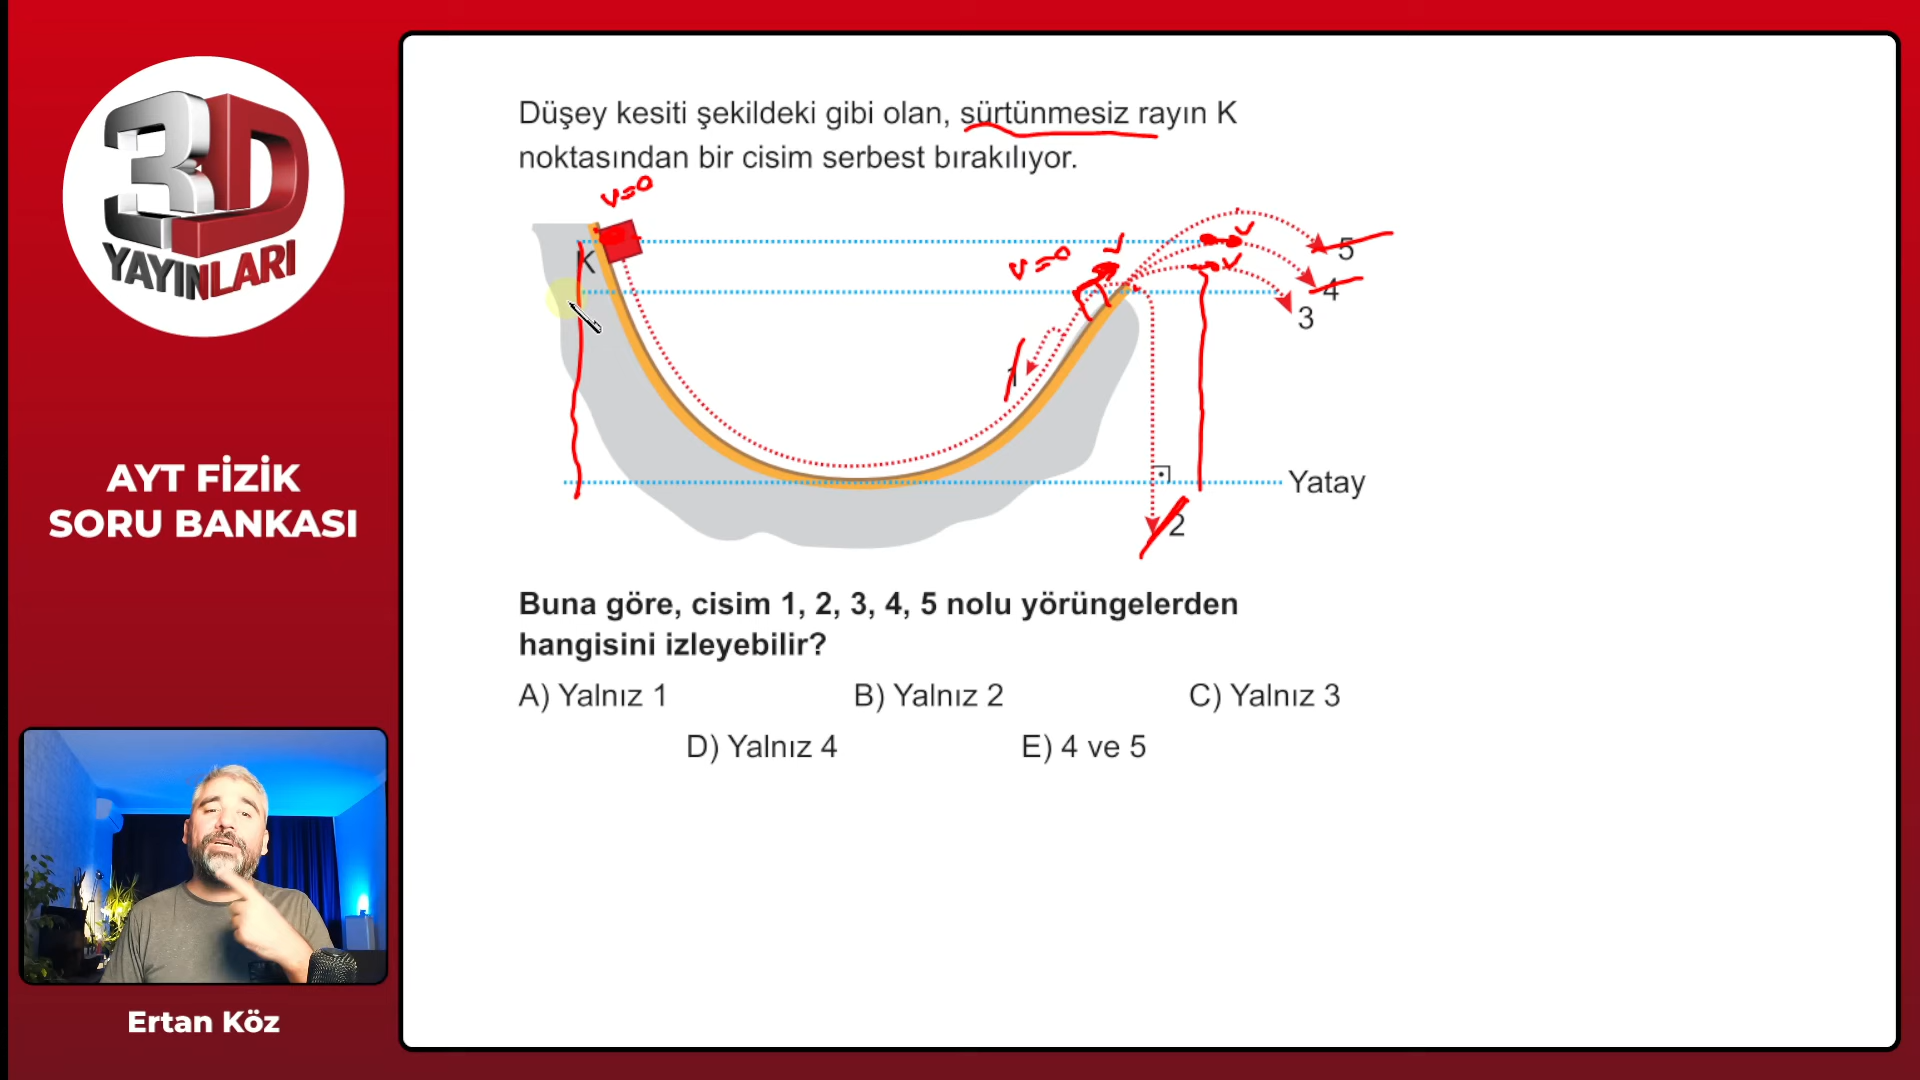 3D
YAYINLARI
AYT FİZİK
SORU BANKASI
Ertan Köz
Düşey kesiti şekildeki gibi olan, sürtünmesiz rayın K
noktasından bir cisim serbest bırakılıyor.
v=0
K
v=0
v
v
v
5
4
3
1
2
Yatay
Buna göre, cisim 1, 2, 3, 4, 5 nolu yörüngelerden
hangisini izleyebilir?
A) Yalnız 1
B) Yalnız 2
C) Yalnız 3
D) Yalnız 4
E) 4 ve 5